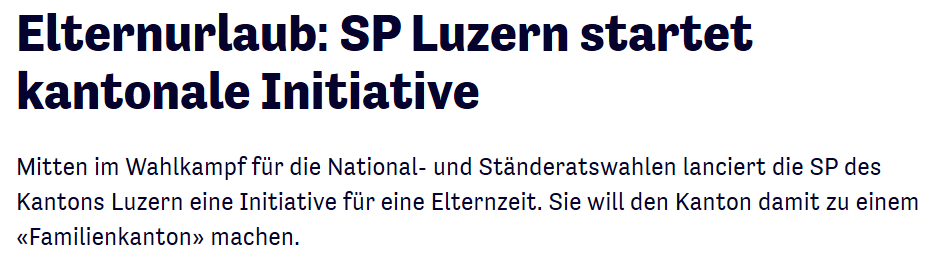 Elternurlaub: SP Luzern startet
kantonale Initiative
Mitten im Wahlkampf für die National- und Ständeratswahlen lanciert die SP des
Kantons Luzern eine Initiative für eine Elternzeit. Sie will den Kanton damit zu einem
«Familienkanton» machen.